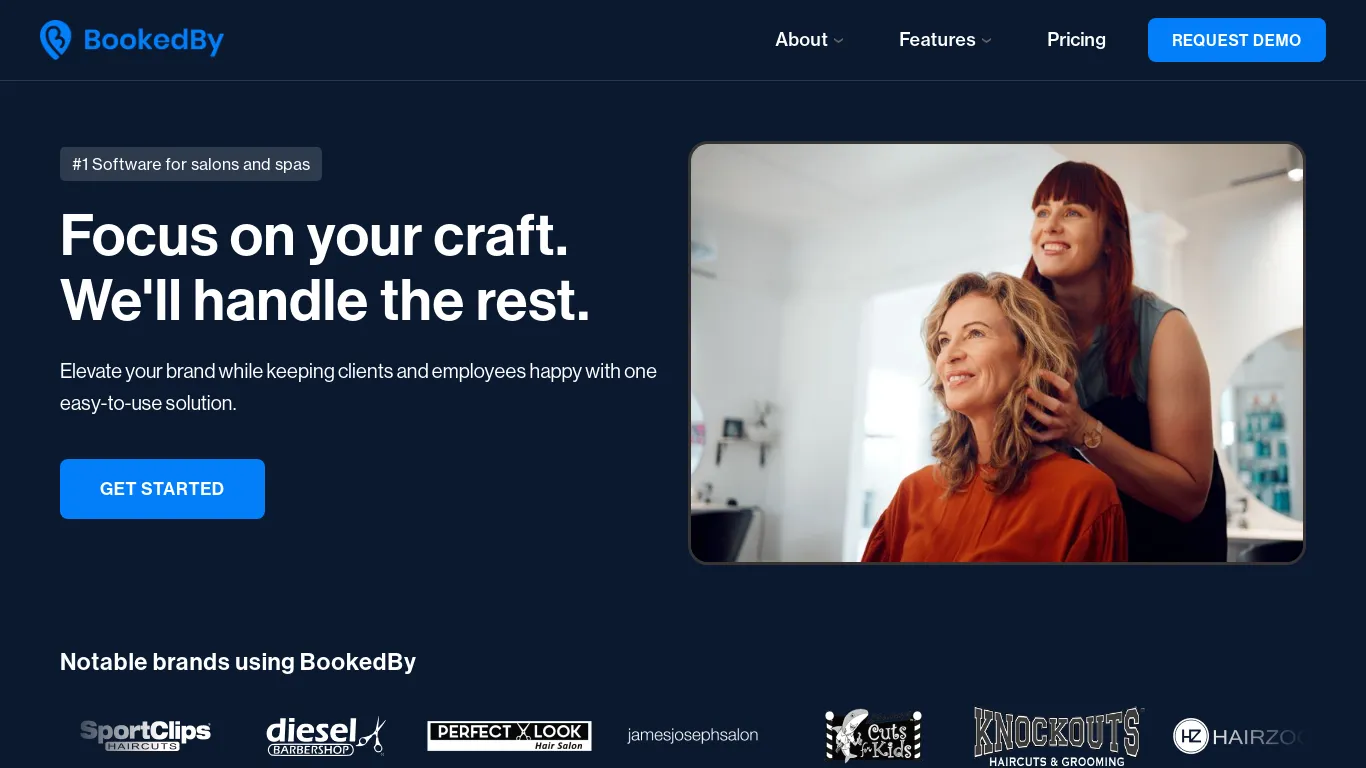 BookedBy
About
Features
Pricing
REQUEST DEMO
#1 Software for salons and spas
Focus on your craft.
We'll handle the rest.
Elevate your brand while keeping clients and employees happy with one
easy-to-use solution.
GET STARTED
Notable brands using BookedBy
SportClips
HAIRCUTS
diesel
BARBERSHOP
PERFECT LOOK
Hair Salon
jamesjosephsalon
Cuts
for Kids
KNOCKOUTS
HAIRCUTS & GROOMING
HZ HAIRZOO